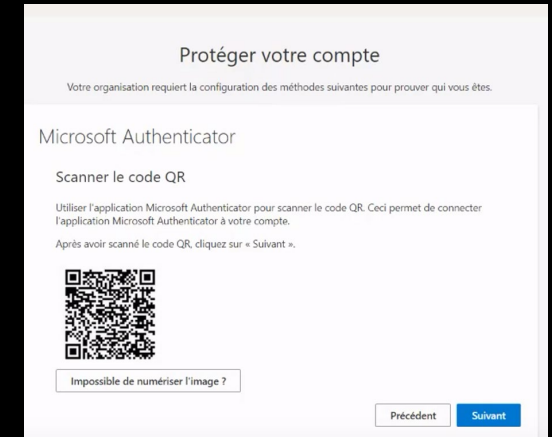 Protéger votre compte
Votre organisation requiert la configuration des méthodes suivantes pour prouver qui vous êtes.
Microsoft Authenticator
Scanner le code QR
Utiliser l'application Microsoft Authenticator pour scanner le code QR. Ceci permet de connecter
l'application Microsoft Authenticator à votre compte.
Après avoir scanné le code QR, cliquez sur « Suivant ».
Impossible de numériser l'image ?
Précédent
Suivant